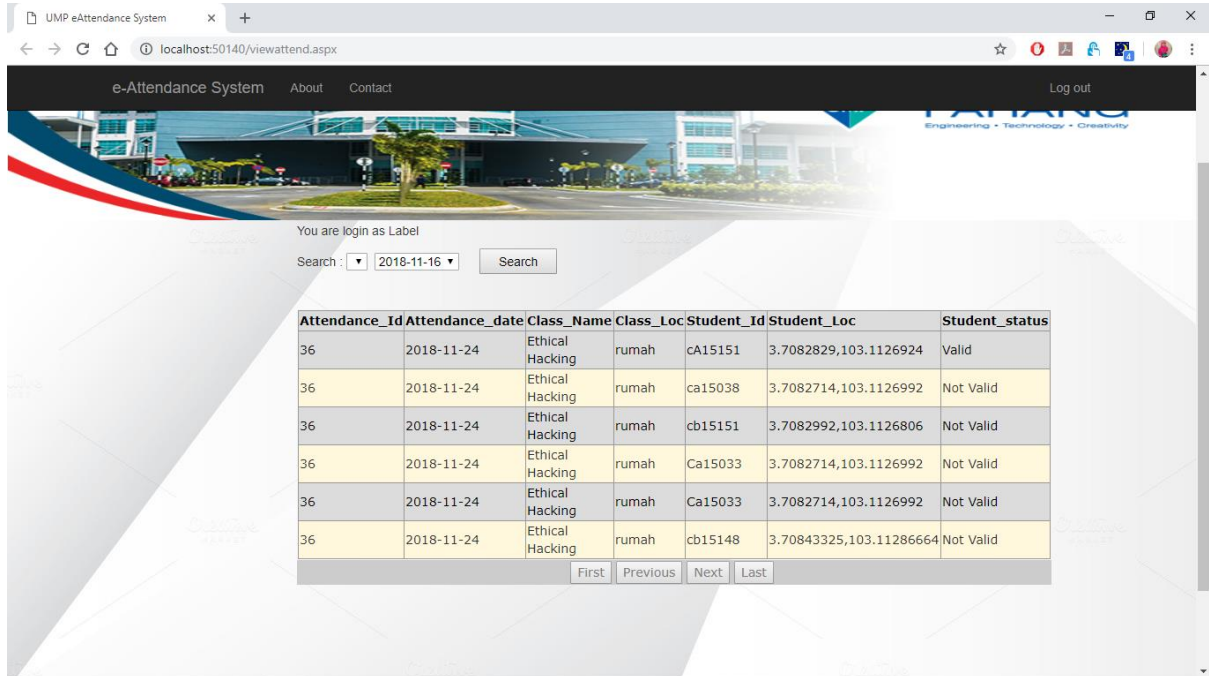 UMP eAttendance System
localhost:50140/viewattend.aspx
4
e-Attendance System About Contact Log out
PAHANG
Engineering • Technology • Creativity
You are login as Label
Search : 2018-11-16 Search
Attendance_Id Attendance_date Class_Name Class_Loc Student_Id Student_Loc Student_status
36 2018-11-24 Ethical Hacking rumah cA15151 3.7082829,103.1126924 Valid
36 2018-11-24 Ethical Hacking rumah ca15038 3.7082714,103.1126992 Not Valid
36 2018-11-24 Ethical Hacking rumah cb15151 3.7082992,103.1126806 Not Valid
36 2018-11-24 Ethical Hacking rumah Ca15033 3.7082714,103.1126992 Not Valid
36 2018-11-24 Ethical Hacking rumah Ca15033 3.7082714,103.1126992 Not Valid
36 2018-11-24 Ethical Hacking rumah cb15148 3.70843325,103.11286664 Not Valid
First Previous Next Last